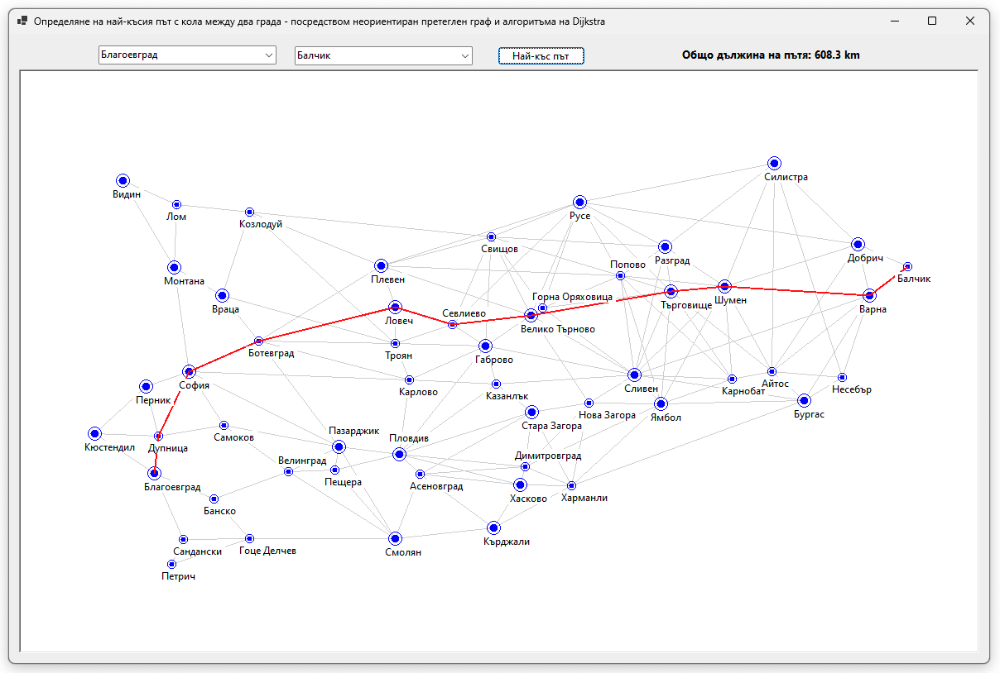 Определяне на най-късия път с кола между два града - посредством неориентиран претеглен граф и алгоритъма на Dijkstra
Благоевград
Балчик
Най-къс път
Общо дължина на пътя: 608.3 km
Силистра
Видин
Лом
Русе
Козлодуй
Свищов
Разград
Добрич
Попово
Плевен
Монтана
Балчик
Горна Оряховица
Шумен
Търговище
Варна
Враца
Севлиево
Ловеч
Велико Търново
Ботевград
Троян
Габрово
София
Сливен
Карнобат
Айтос
Несебър
Карлово
Казанлък
Перник
Нова Загора
Ямбол
Бургас
Стара Загора
Пазарджик
Пловдив
Самоков
Кюстендил
Дупница
Димитровград
Велинград
Пещера
Асеновград
Благоевград
Хасково
Харманли
Банско
Кърджали
Сандански
Гоце Делчев
Смолян
Петрич